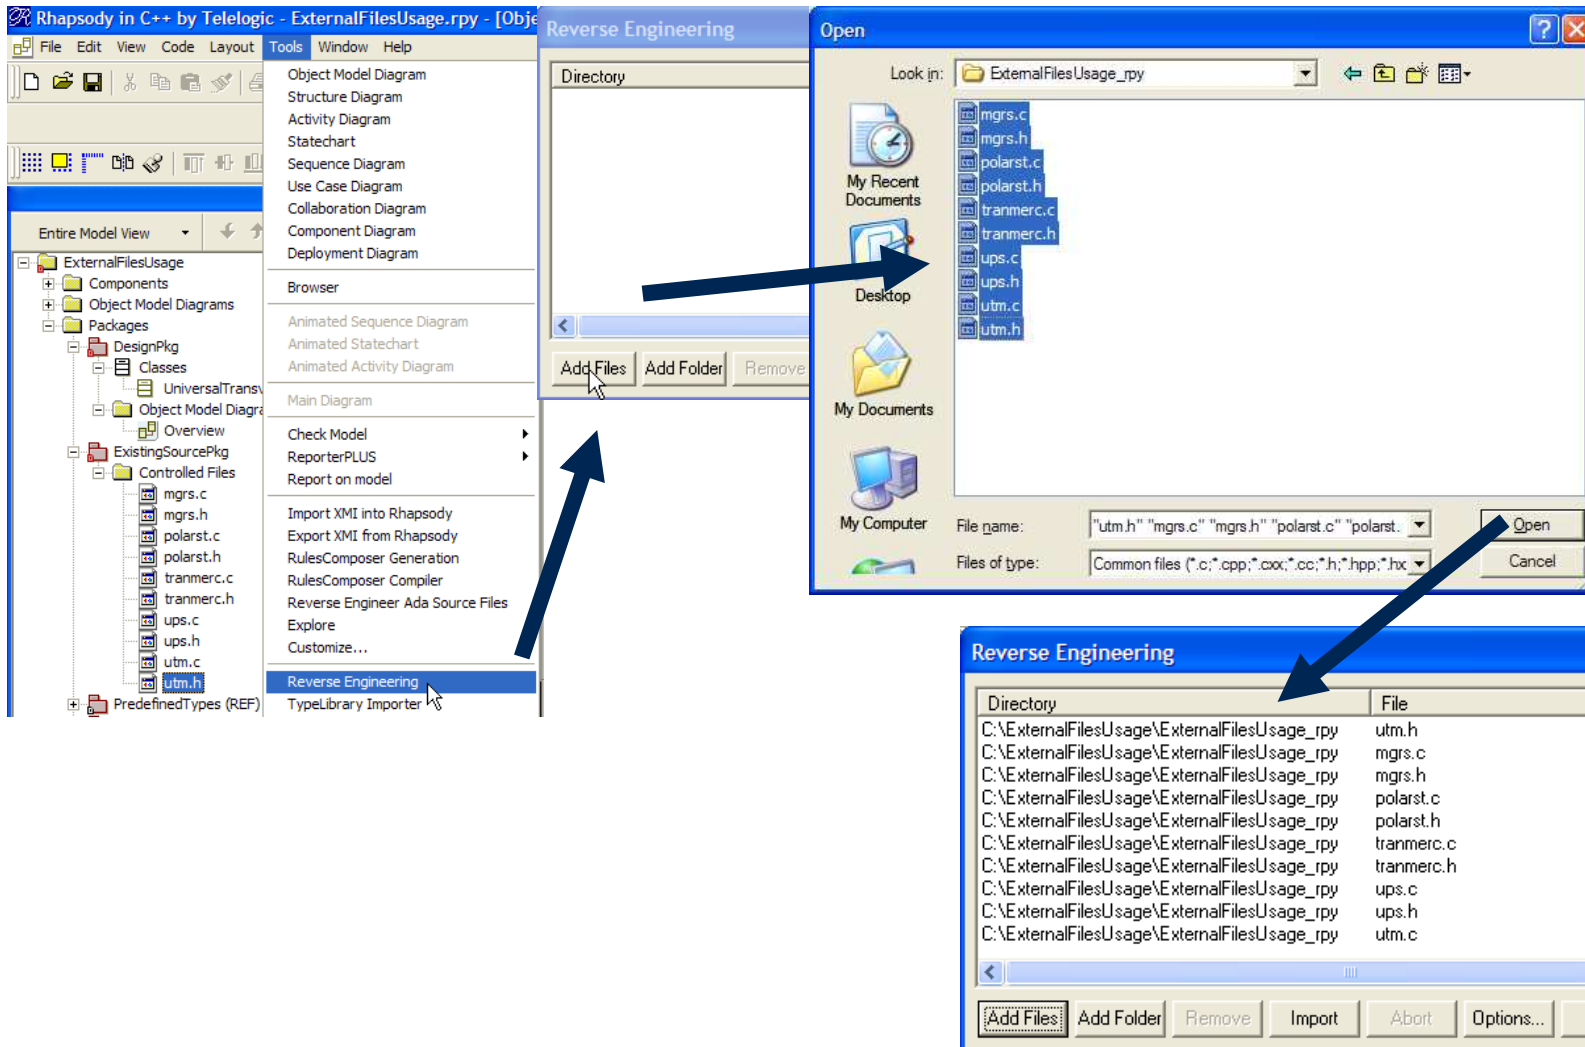 Rhapsody in C++ by Telelogic - ExternalFilesUsage.rpy - [Obje
File Edit View Code Layout Tools Window Help
Entire Model View
ExternalFilesUsage
Components
Object Model Diagrams
Packages
DesignPkg
Classes
UniversalTransv
Object Model Diagra
Overview
ExistingSourcePkg
Controlled Files
mgrs.c
mgrs.h
polarst.c
polarst.h
tranmerc.c
tranmerc.h
ups.c
ups.h
utm.c
utm.h
PredefinedTypes (REF)
Object Model Diagram
Structure Diagram
Activity Diagram
Statechart
Sequence Diagram
Use Case Diagram
Collaboration Diagram
Component Diagram
Deployment Diagram
Browser
Animated Sequence Diagram
Animated Statechart
Animated Activity Diagram
Main Diagram
Check Model
ReporterPLUS
Report on model
Import XMI into Rhapsody
Export XMI from Rhapsody
RulesComposer Generation
RulesComposer Compiler
Reverse Engineer Ada Source Files
Explore
Customize...
Reverse Engineering
TypeLibrary Importer
Reverse Engineering
Directory
Add Files Add Folder Remove
Open
Look in: ExternalFilesUsage_rpy
My Recent
Documents
Desktop
My Documents
My Computer
mgrs.c
mgrs.h
polarst.c
polarst.h
tranmerc.c
tranmerc.h
ups.c
ups.h
utm.c
utm.h
File name: "utm.h" "mgrs.c" "mgrs.h" "polarst.c" "polarst. Open
Files of type: Common files (*.c;*.cpp;*.cxx;*.cc;*.h;*.hpp;*.hx Cancel
Reverse Engineering
Directory File
C:\ExternalFilesUsage\ExternalFilesUsage_rpy utm.h
C:\ExternalFilesUsage\ExternalFilesUsage_rpy mgrs.c
C:\ExternalFilesUsage\ExternalFilesUsage_rpy mgrs.h
C:\ExternalFilesUsage\ExternalFilesUsage_rpy polarst.c
C:\ExternalFilesUsage\ExternalFilesUsage_rpy polarst.h
C:\ExternalFilesUsage\ExternalFilesUsage_rpy tranmerc.c
C:\ExternalFilesUsage\ExternalFilesUsage_rpy tranmerc.h
C:\ExternalFilesUsage\ExternalFilesUsage_rpy ups.c
C:\ExternalFilesUsage\ExternalFilesUsage_rpy ups.h
C:\ExternalFilesUsage\ExternalFilesUsage_rpy utm.c
Add Files Add Folder Remove Import Abort Options...